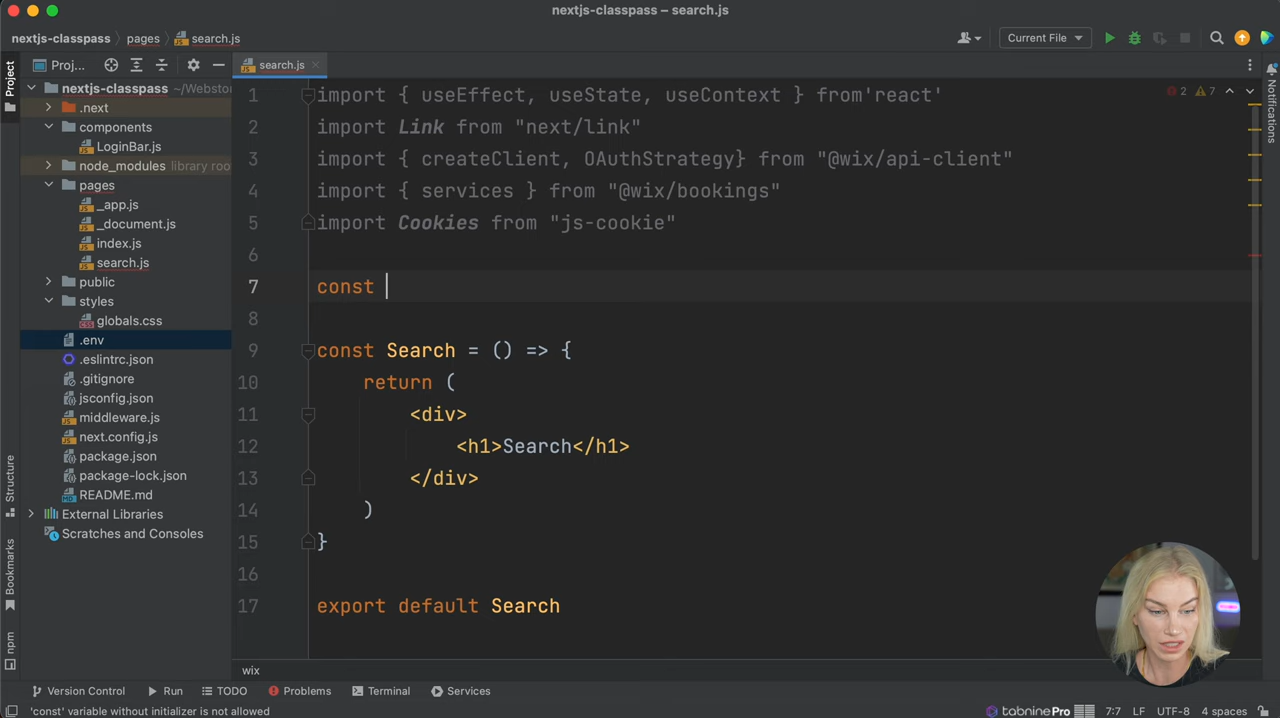 nextjs-classpass – search.js
nextjs-classpass pages search.js
Current File
Project
Proj...
search.js
nextjs-classpass ~/Webstor
.next
components
LoginBar.js
node_modules library roo
pages
_app.js
_document.js
index.js
search.js
public
styles
globals.css
.env
.eslintrc.json
.gitignore
jsconfig.json
middleware.js
next.config.js
package.json
package-lock.json
README.md
External Libraries
Scratches and Consoles
1 import { useEffect, useState, useContext } from'react'
2 import Link from "next/link"
3 import { createClient, OAuthStrategy} from "@wix/api-client"
4 import { services } from "@wix/bookings"
5 import Cookies from "js-cookie"
6
7 const
8
9 const Search = () => {
10 return (
11 <div>
12 <h1>Search</h1>
13 </div>
14 )
15 }
16
17 export default Search
2 7
Notifications
Structure
Bookmarks
npm
wix
Version Control Run TODO Problems Terminal Services
'const' variable without initializer is not allowed
tabnine Pro 7:7 LF UTF-8 4 spaces